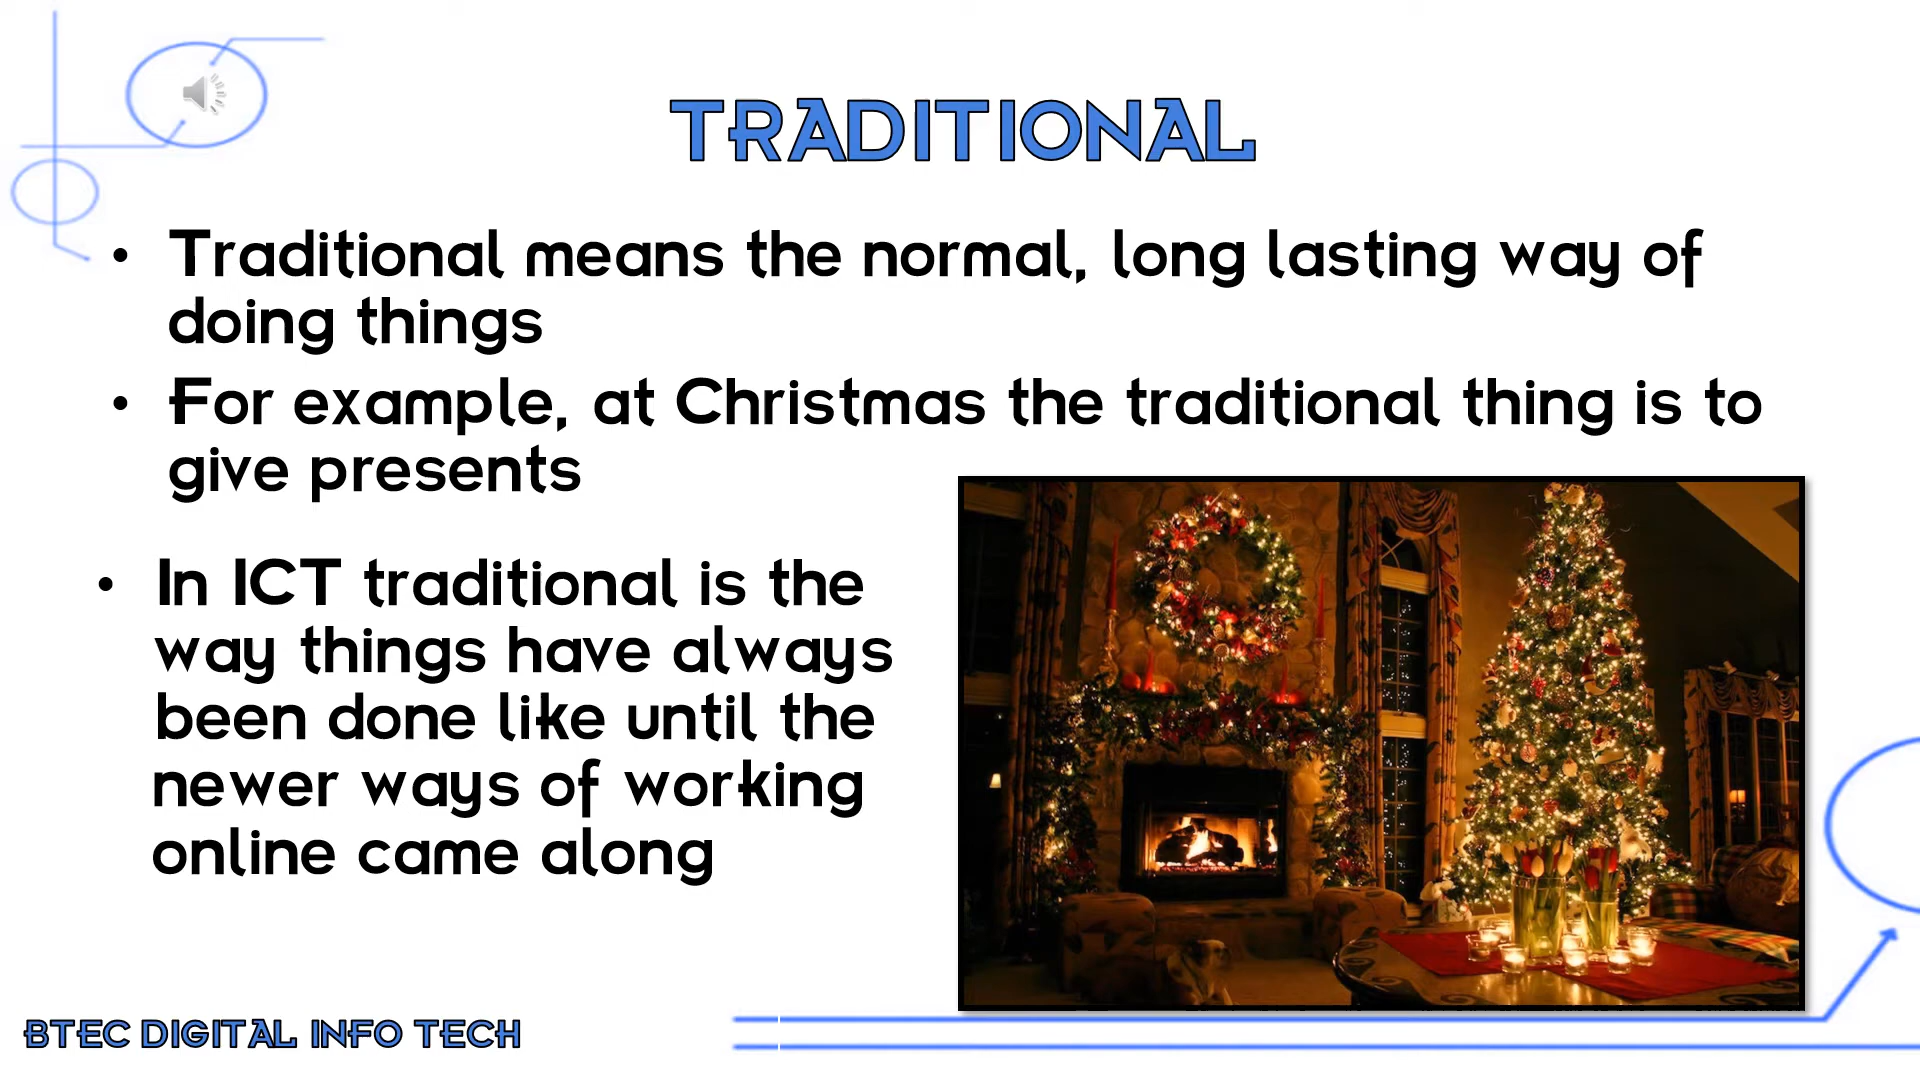 TRADITIONAL
• Traditional means the normal, long lasting way of
doing things
• For example, at Christmas the traditional thing is to
give presents
• In ICT traditional is the
way things have always
been done like until the
newer ways of working
online came along
BTEC DIGITAL INFO TECH